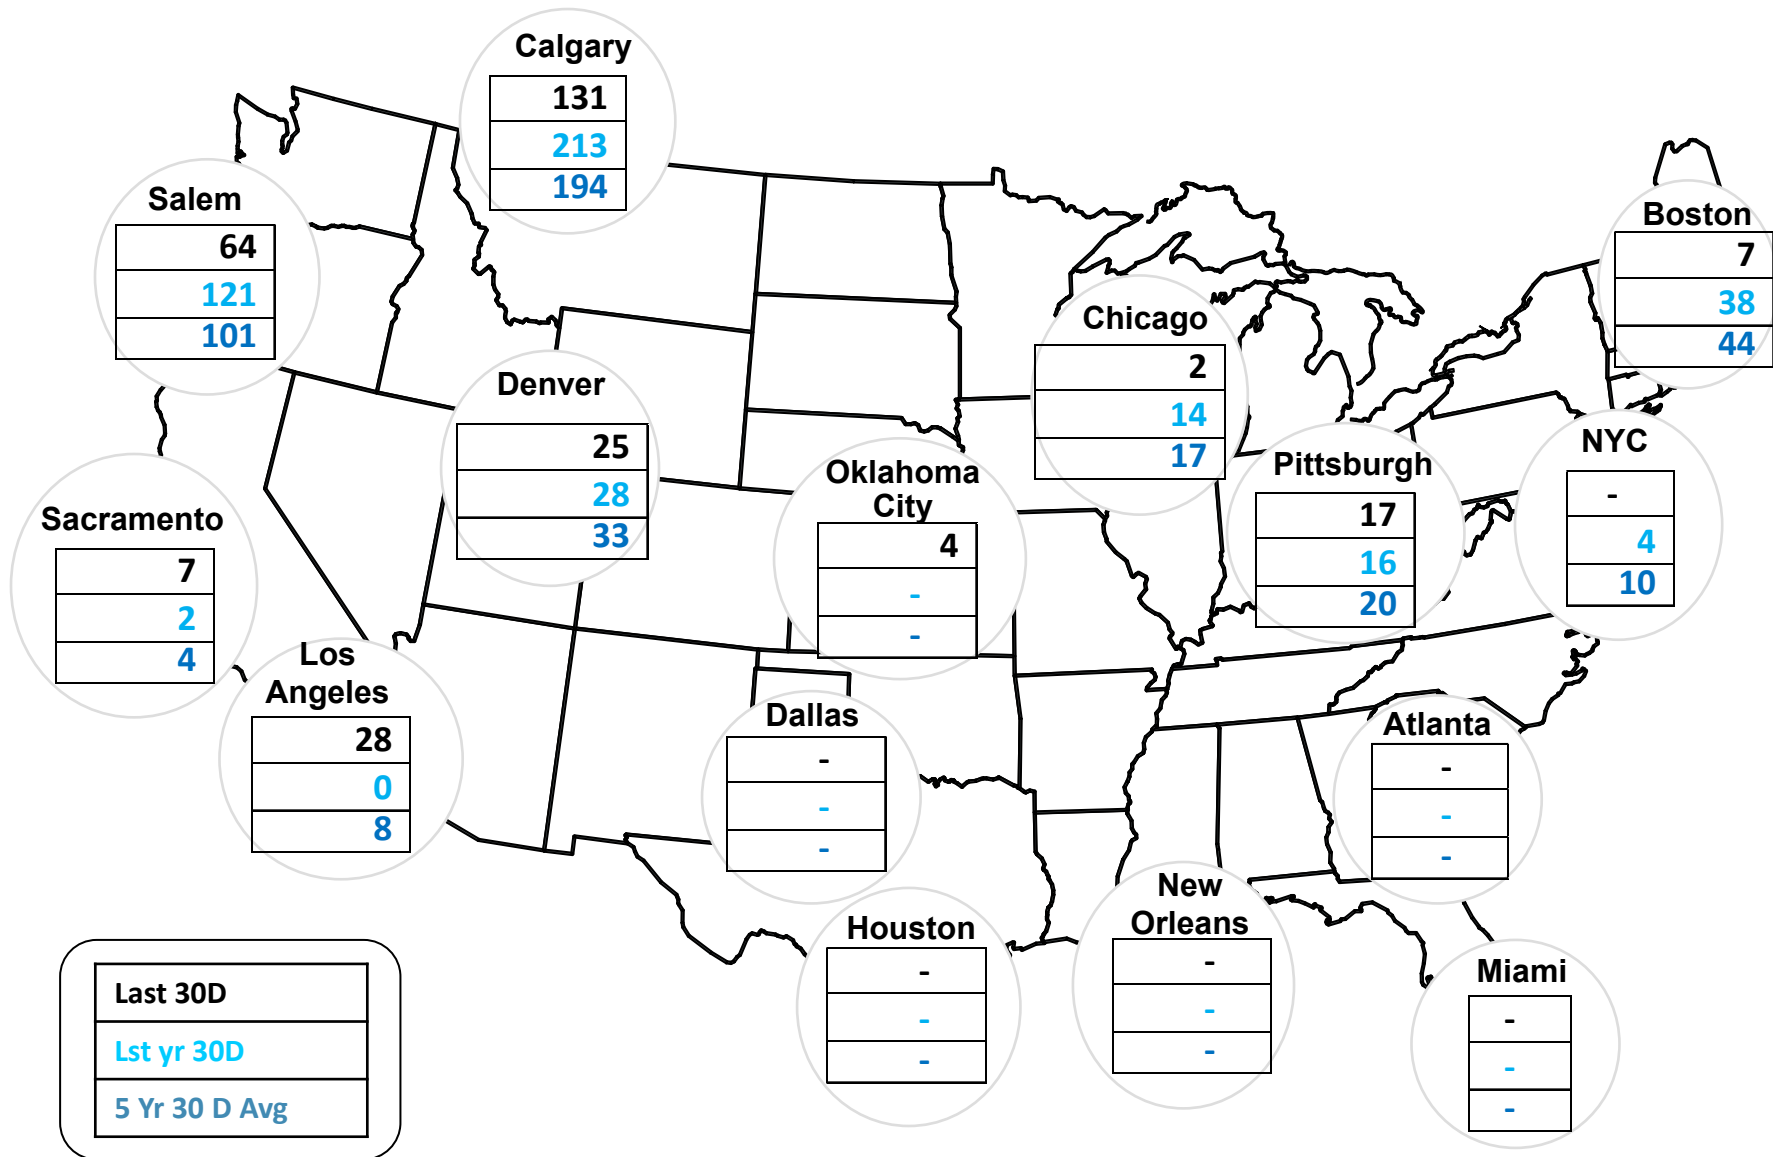 Calgary
131
213
194
Salem
64
121
101
Boston
7
38
44
Chicago
2
14
17
Denver
25
28
33
NYC
-
4
10
Oklahoma
City
4
-
-
Pittsburgh
17
16
20
Sacramento
7
2
4
Los
Angeles
28
0
8
Dallas
-
-
-
Atlanta
-
-
-
New
Orleans
-
-
-
Houston
-
-
-
Miami
-
-
-
Last 30D
Lst yr 30D
5 Yr 30 D Avg